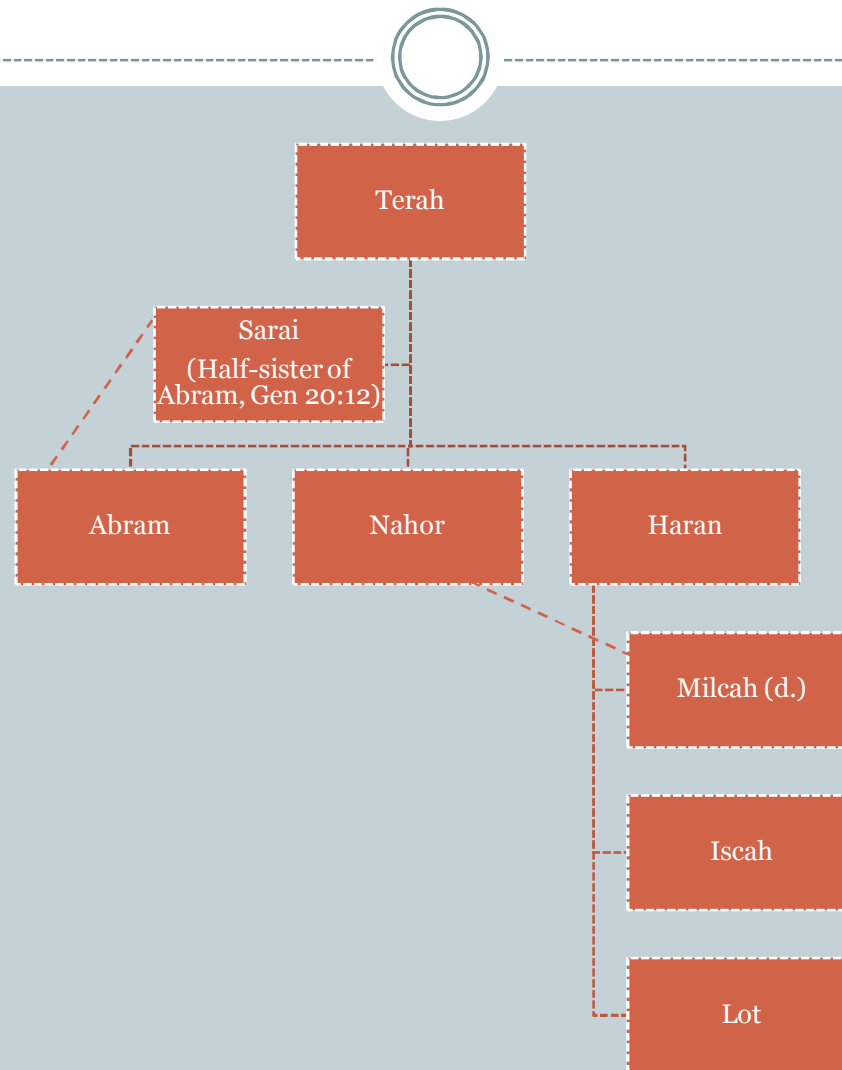 Terah
Sarai
(Half-sister of
Abram, Gen 20:12)
Abram
Nahor
Haran
Milcah (d.)
Iscah
Lot